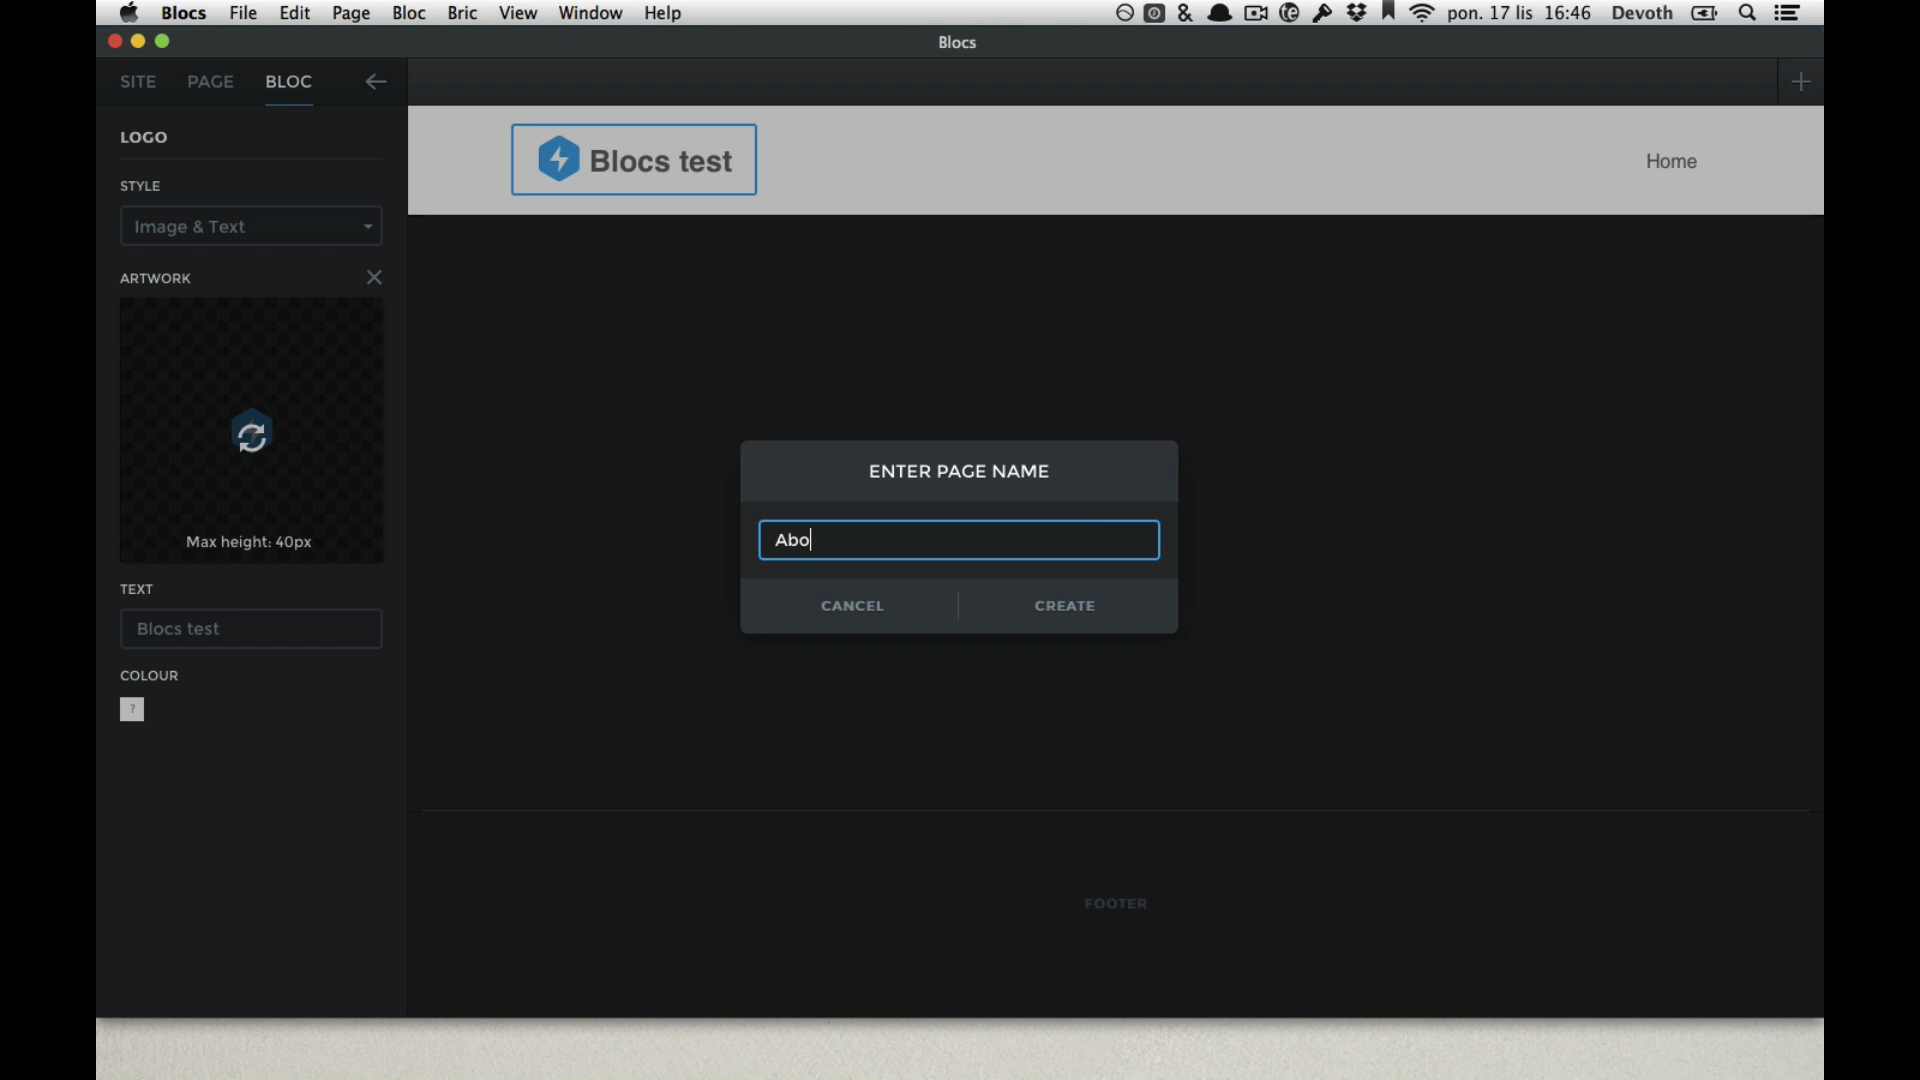 Blocs File Edit Page Bloc Bric View Window Help & te pon. 17 lis 16:46 Devoth
Blocs
SITE PAGE BLOC
LOGO
STYLE
Image & Text
ARTWORK
Max height: 40px
TEXT
Blocs test
COLOUR
?
Blocs test
Home
ENTER PAGE NAME
Abo
CANCEL CREATE
FOOTER